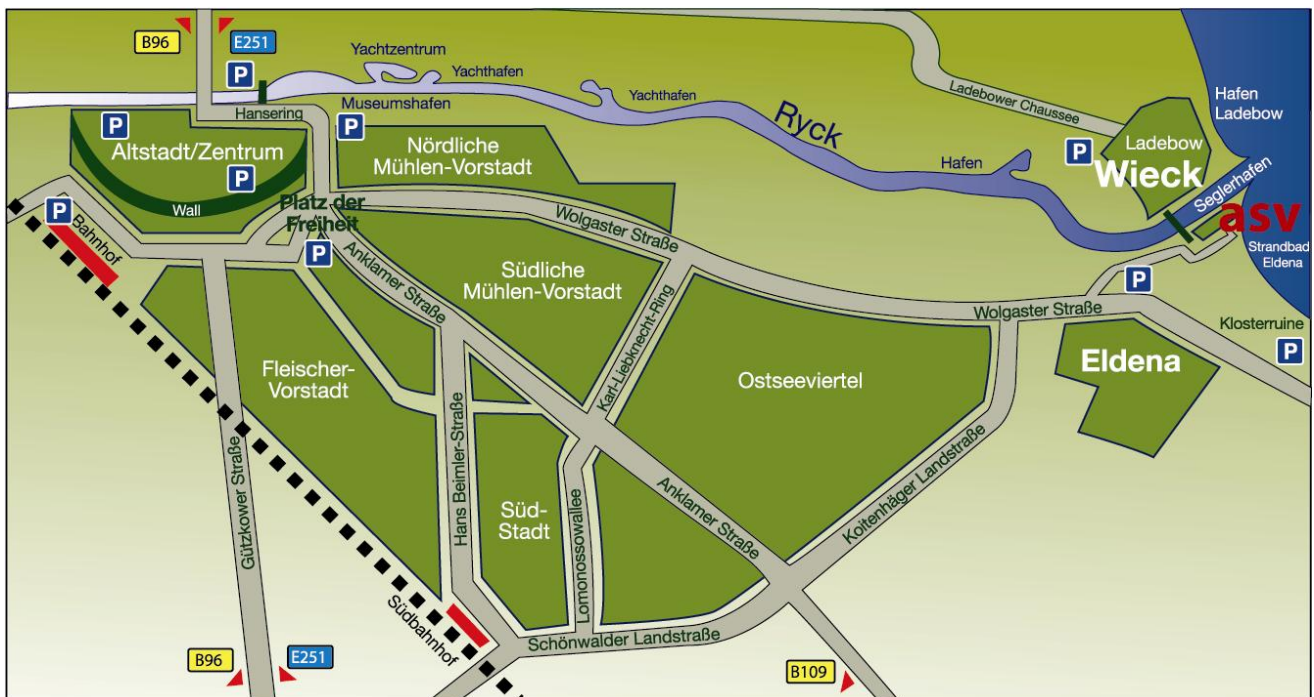 B96
E251
P
Yachtzentrum
Yachthafen
Yachthafen
Ladebower Chaussee
Hafen
Ladebow
Hansering
Museumshafen
P
P
Altstadt/Zentrum
P
Wall
Nördliche
Mühlen-Vorstadt
Ryck
Hafen
P
Ladebow
Wieck
Seglerhafen
asv
Strandbad
Eldena
P
P
Bahnhof
Platz der
Freiheit
P
Wolgaster Straße
Anklamer Straße
Südliche
Mühlen-Vorstadt
Karl-Liebknecht-Ring
Wolgaster Straße
Klosterruine
P
Eldena
Fleischer-
Vorstadt
Ostseeviertel
Gützkower Straße
Hans Beimler-Straße
Süd-
Stadt
Lomonossowallee
Anklamer Straße
Koitenhäger Landstraße
Südbahnhof
Schönwalder Landstraße
B96
E251
B109